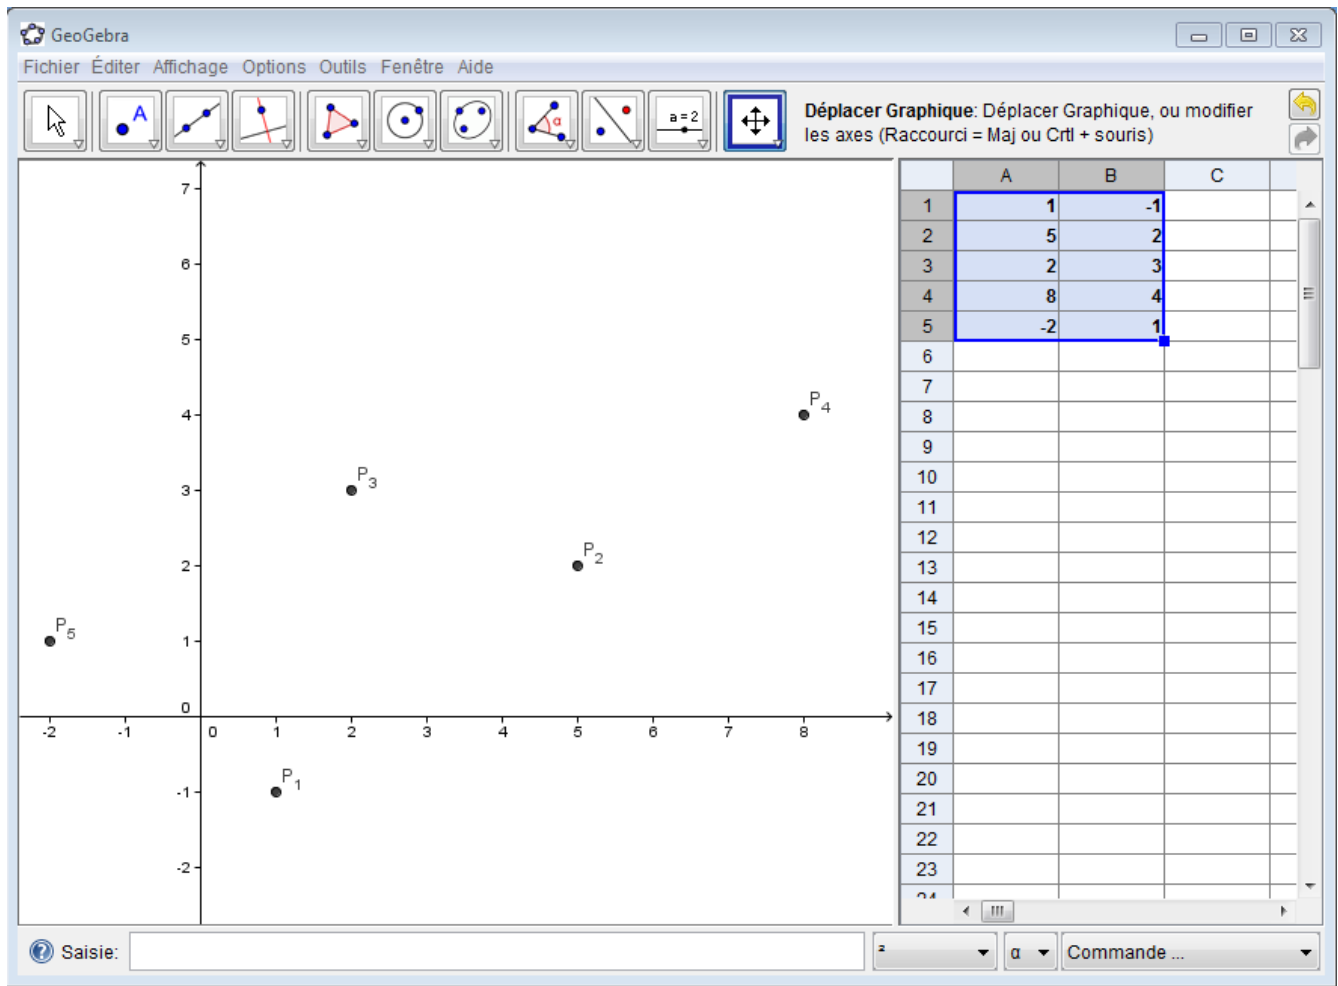 GeoGebra
Fichier Éditer Affichage Options Outils Fenêtre Aide
A
α
a = 2
Déplacer Graphique: Déplacer Graphique, ou modifier
les axes (Raccourci = Maj ou Crtl + souris)
A B C
1 1 -1
2 5 2
3 2 3
4 8 4
5 -2 1
6
7
8
9
10
11
12
13
14
15
16
17
18
19
20
21
22
23
24
7
6
5
4
3
2
1
0
-1
-2
-2 -1 0 1 2 3 4 5 6 7 8
P4
P3
P2
P5
P1
Saisie:
² α Commande ...